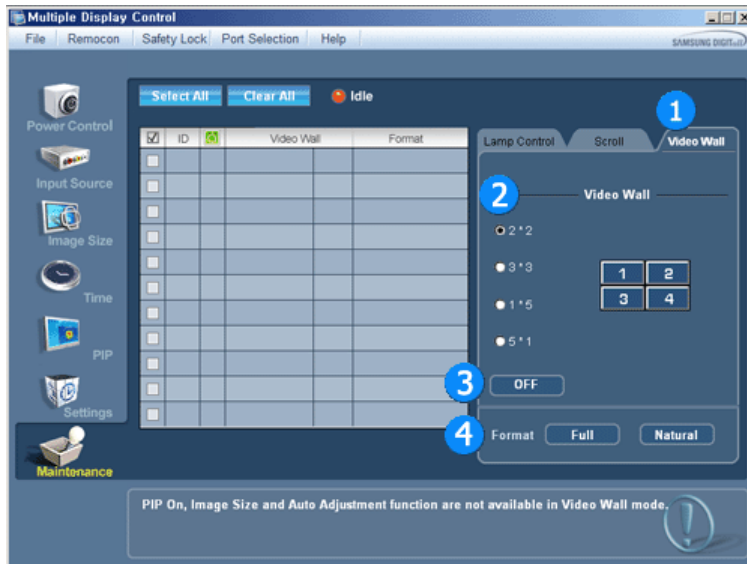 Multiple Display Control
File Remocon Safety Lock Port Selection Help
SAMSUNG DIGITall
Select All Clear All Idle
Power Control
Input Source
Image Size
Time
PIP
Settings
Maintenance
ID Video Wall Format
1
Lamp Control Scroll Video Wall
2
Video Wall
2 * 2
3 * 3
1 * 5
5 * 1
1 2
3 4
3
OFF
4
Format Full Natural
PIP On, Image Size and Auto Adjustment function are not available in Video Wall mode.